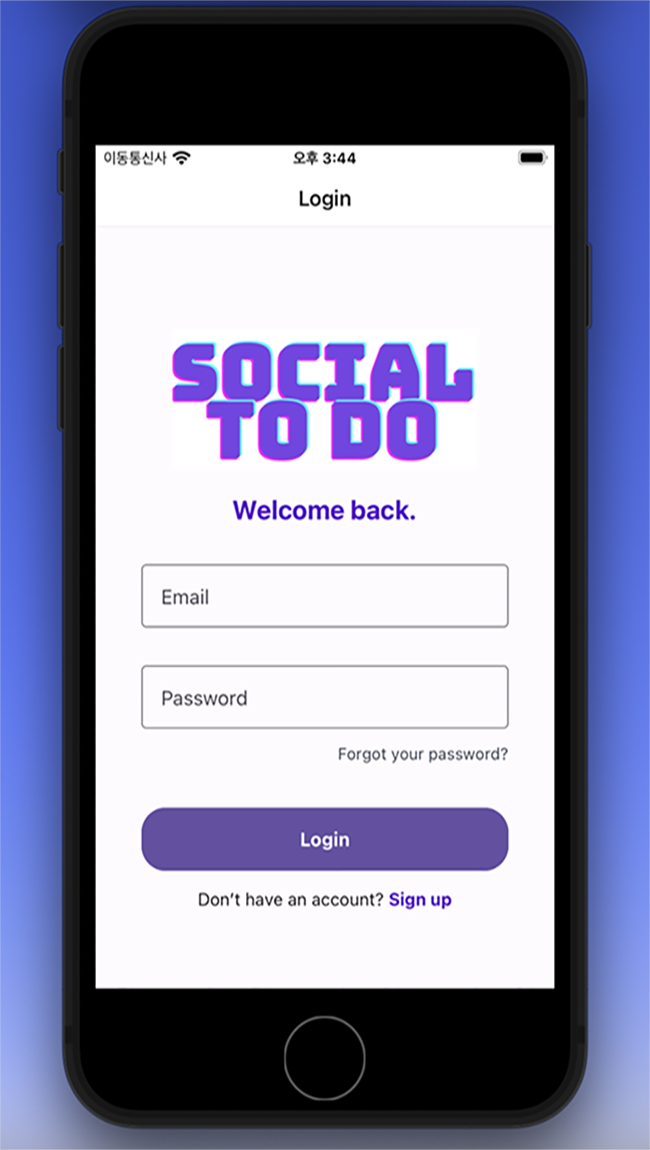 이동통신사 오후 3:44
Login
SOCIAL
TO DO
Welcome back.
Email
Password
Forgot your password?
Login
Don’t have an account? Sign up